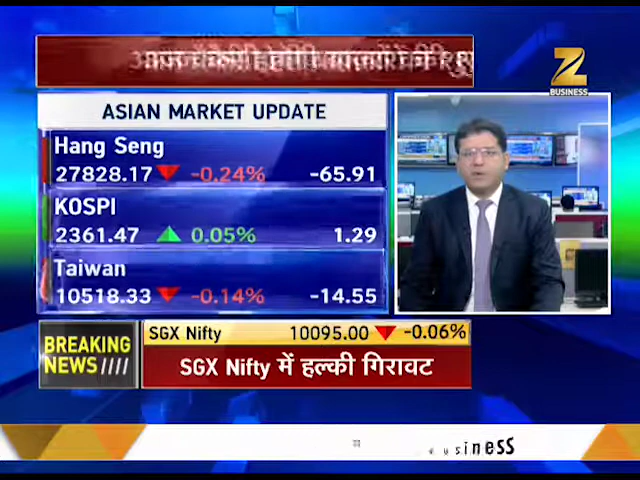 Z
BUSINESS
ASIAN MARKET UPDATE
Hang Seng
27828.17 -0.24% -65.91
KOSPI
2361.47 0.05% 1.29
Taiwan
10518.33 -0.14% -14.55
BREAKING
NEWS
SGX Nifty 10095.00 -0.06%
SGX Nifty में हल्की गिरावट
BUSINESS